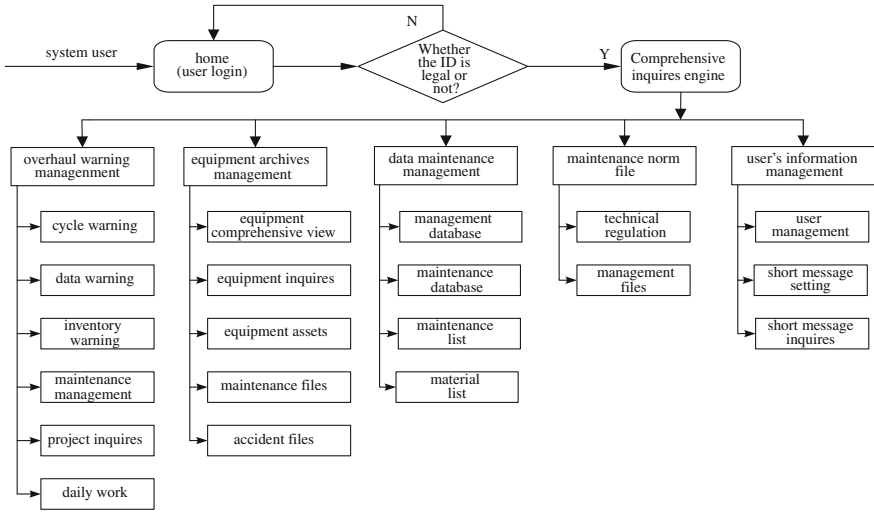 N
system user
home
(user login)
Whether
the ID is
legal or
not?
Y
Comprehensive
inquires engine
overhaul warning
managenment
cycle warning
data warning
inventory
warning
maintenance
management
project inquires
daily work
equipment archives
management
equipment
comprehensive view
equipment inquires
equipment assets
maintenance files
accident files
data maintenance
management
management
database
maintenance
database
maintenance
list
material
list
maintenance norm
file
technical
regulation
management
files
user's information
management
user
management
short message
setting
short message
inquires